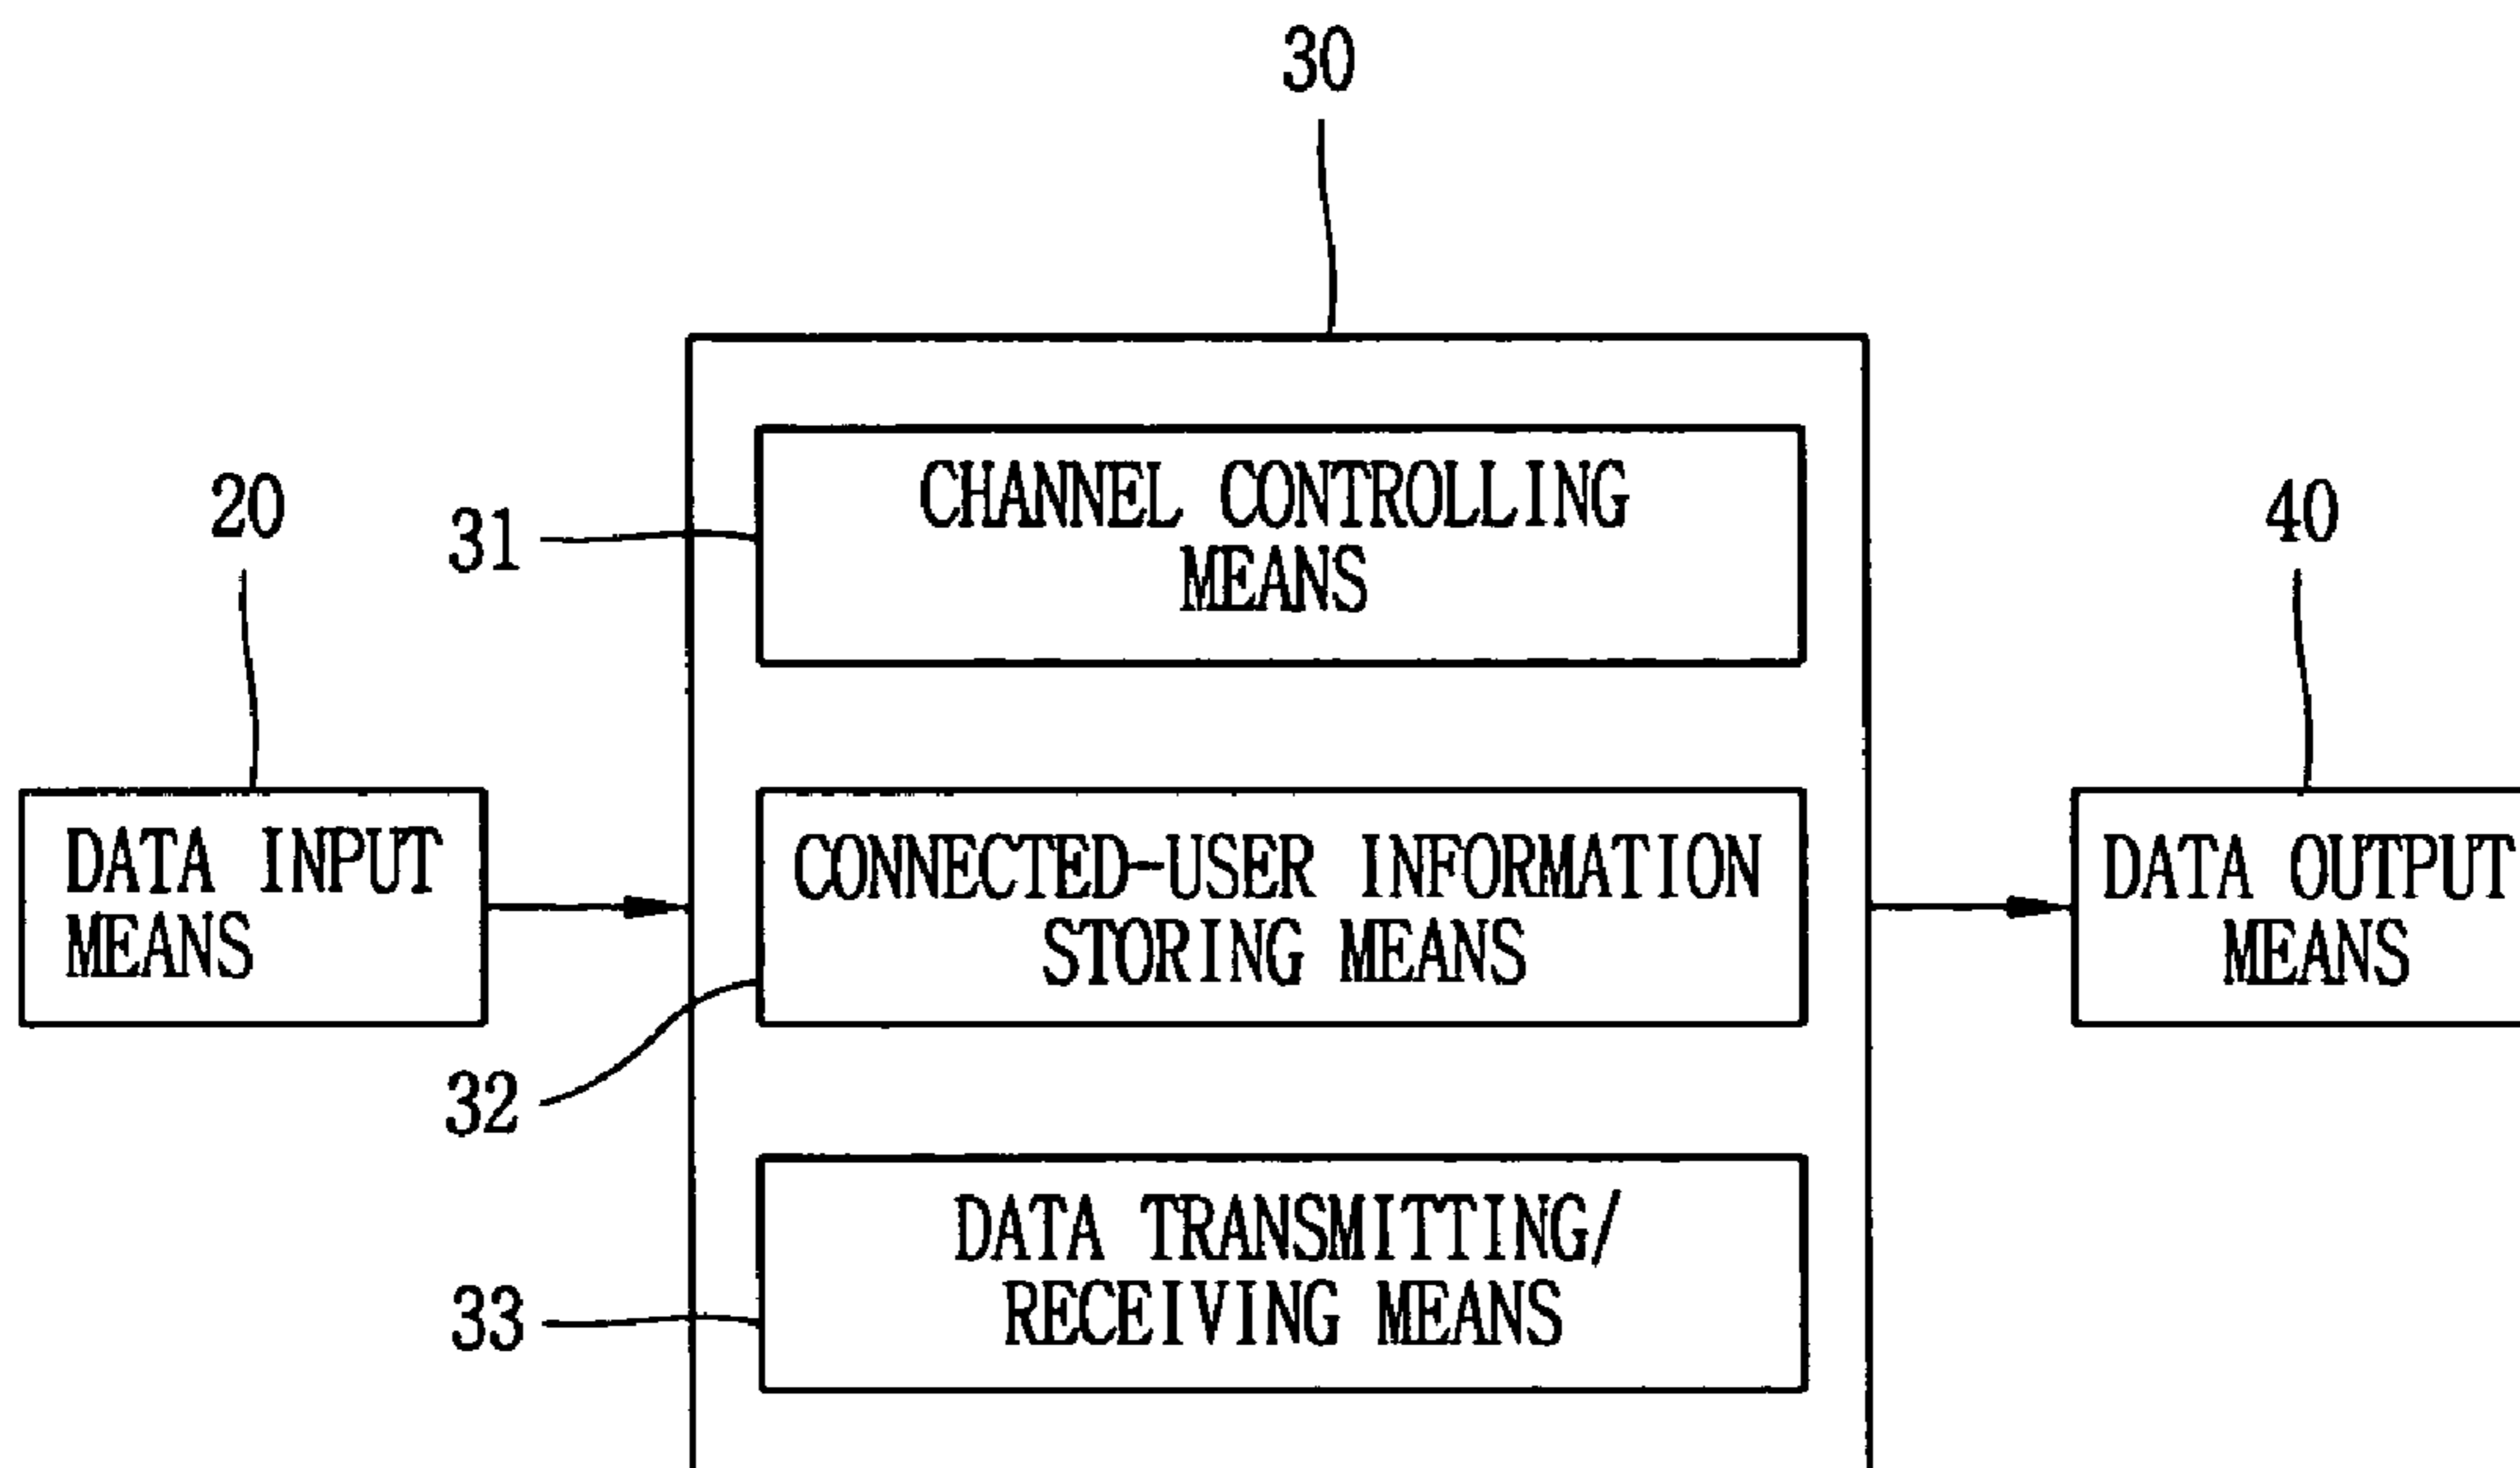 30
20
31
CHANNEL CONTROLLING
MEANS
40
DATA INPUT
MEANS
CONNECTED-USER INFORMATION
STORING MEANS
DATA OUTPUT
MEANS
32
DATA TRANSMITTING/
RECEIVING MEANS
33